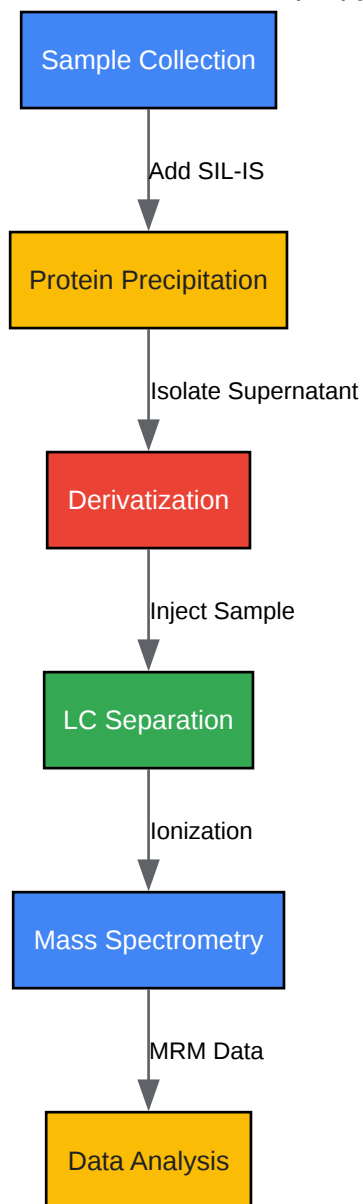 Sample Collection
Add SIL-IS
Protein Precipitation
Isolate Supernatant
Derivatization
Inject Sample
LC Separation
Ionization
Mass Spectrometry
MRM Data
Data Analysis